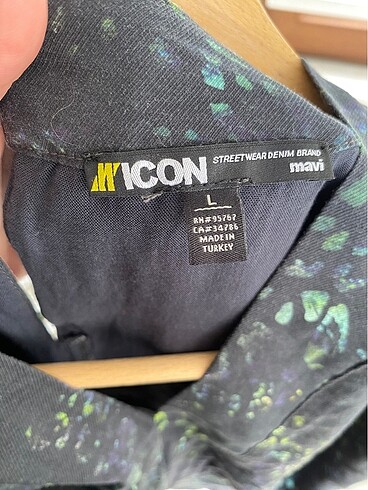 ICON STREETWEAR DENIM BRAND
mavi
L
RN#95767
CA#34786
MADE IN
TURKEY